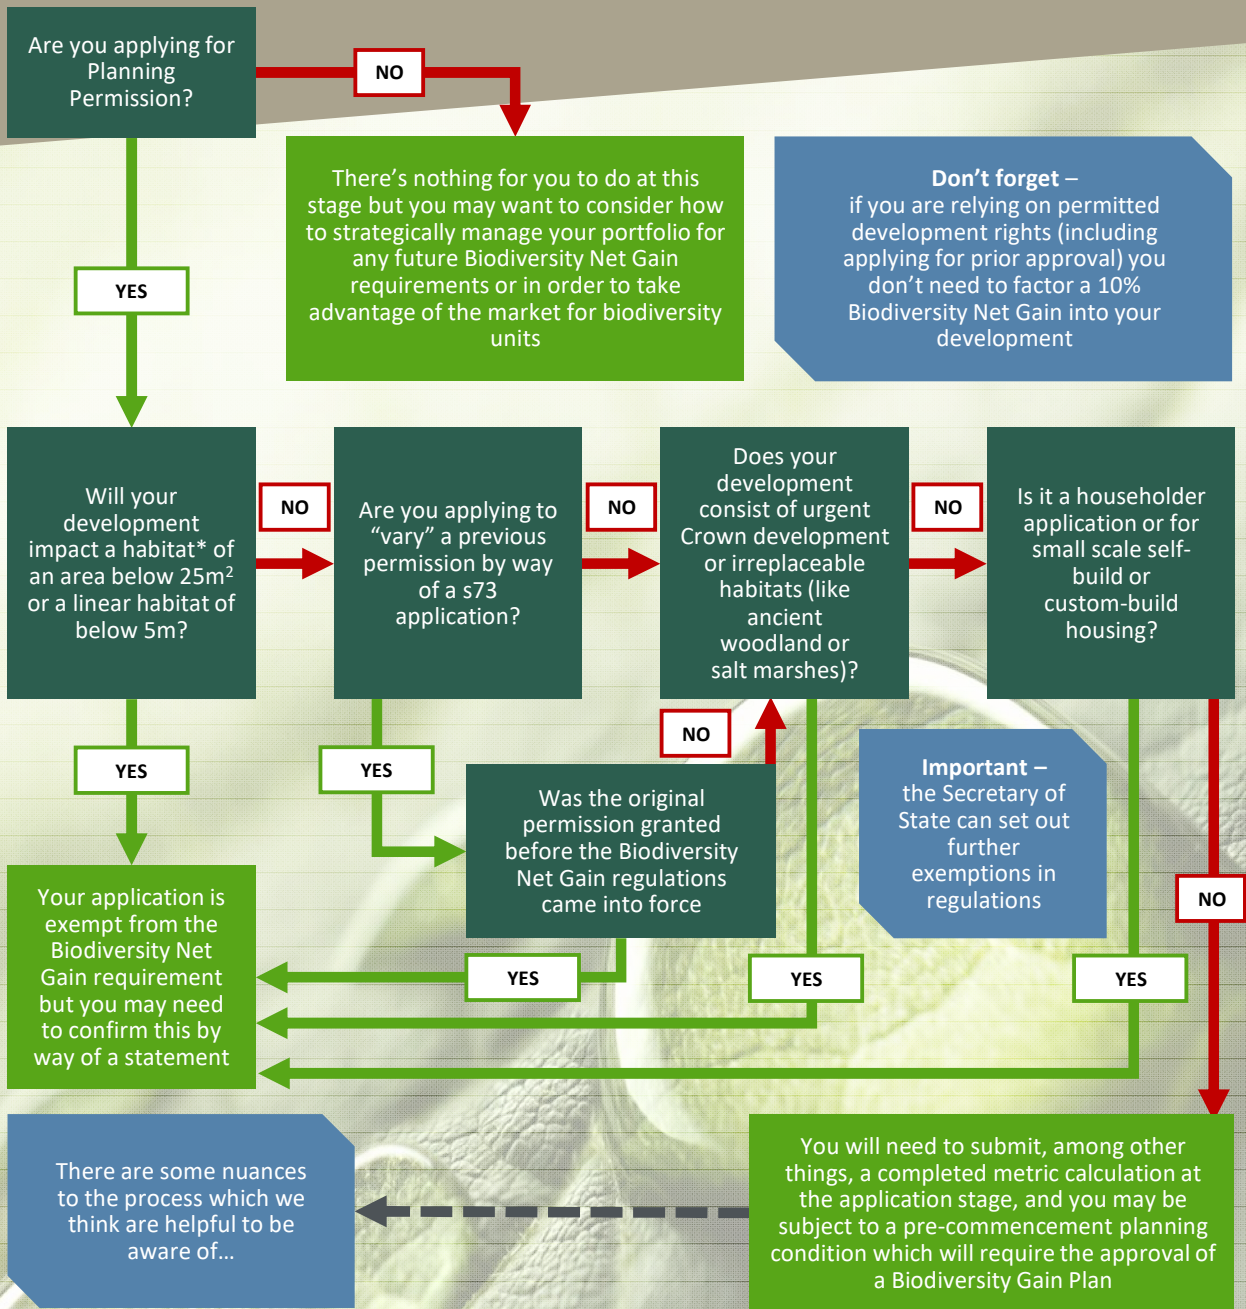 Are you applying for
Planning
Permission?
NO
There’s nothing for you to do at this
stage but you may want to consider how
to strategically manage your portfolio for
any future Biodiversity Net Gain
requirements or in order to take
advantage of the market for biodiversity
units
Don’t forget –
if you are relying on permitted
development rights (including
applying for prior approval) you
don’t need to factor a 10%
Biodiversity Net Gain into your
development
YES
Will your
development
impact a habitat* of
an area below 25m²
or a linear habitat of
below 5m?
NO
Are you applying to
“vary” a previous
permission by way
of a s73
application?
NO
Does your
development
consist of urgent
Crown development
or irreplaceable
habitats (like
ancient
woodland or
salt marshes)?
NO
Is it a householder
application or for
small scale self-
build or
custom-build
housing?
YES
YES
NO
Was the original
permission granted
before the Biodiversity
Net Gain regulations
came into force
Important –
the Secretary of
State can set out
further
exemptions in
regulations
NO
Your application is
exempt from the
Biodiversity Net
Gain requirement
but you may need
to confirm this by
way of a statement
YES
YES
YES
There are some nuances
to the process which we
think are helpful to be
aware of…
You will need to submit, among other
things, a completed metric calculation at
the application stage, and you may be
subject to a pre-commencement planning
condition which will require the approval of
a Biodiversity Gain Plan